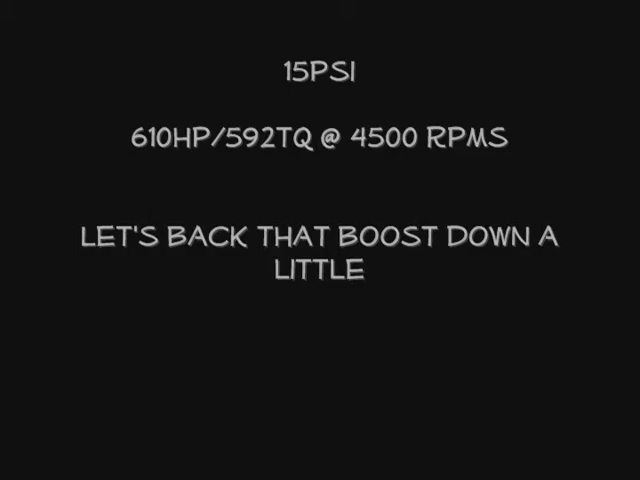 15PSI
610HP/592TQ @ 4500 RPMS
LET'S BACK THAT BOOST DOWN A
LITTLE